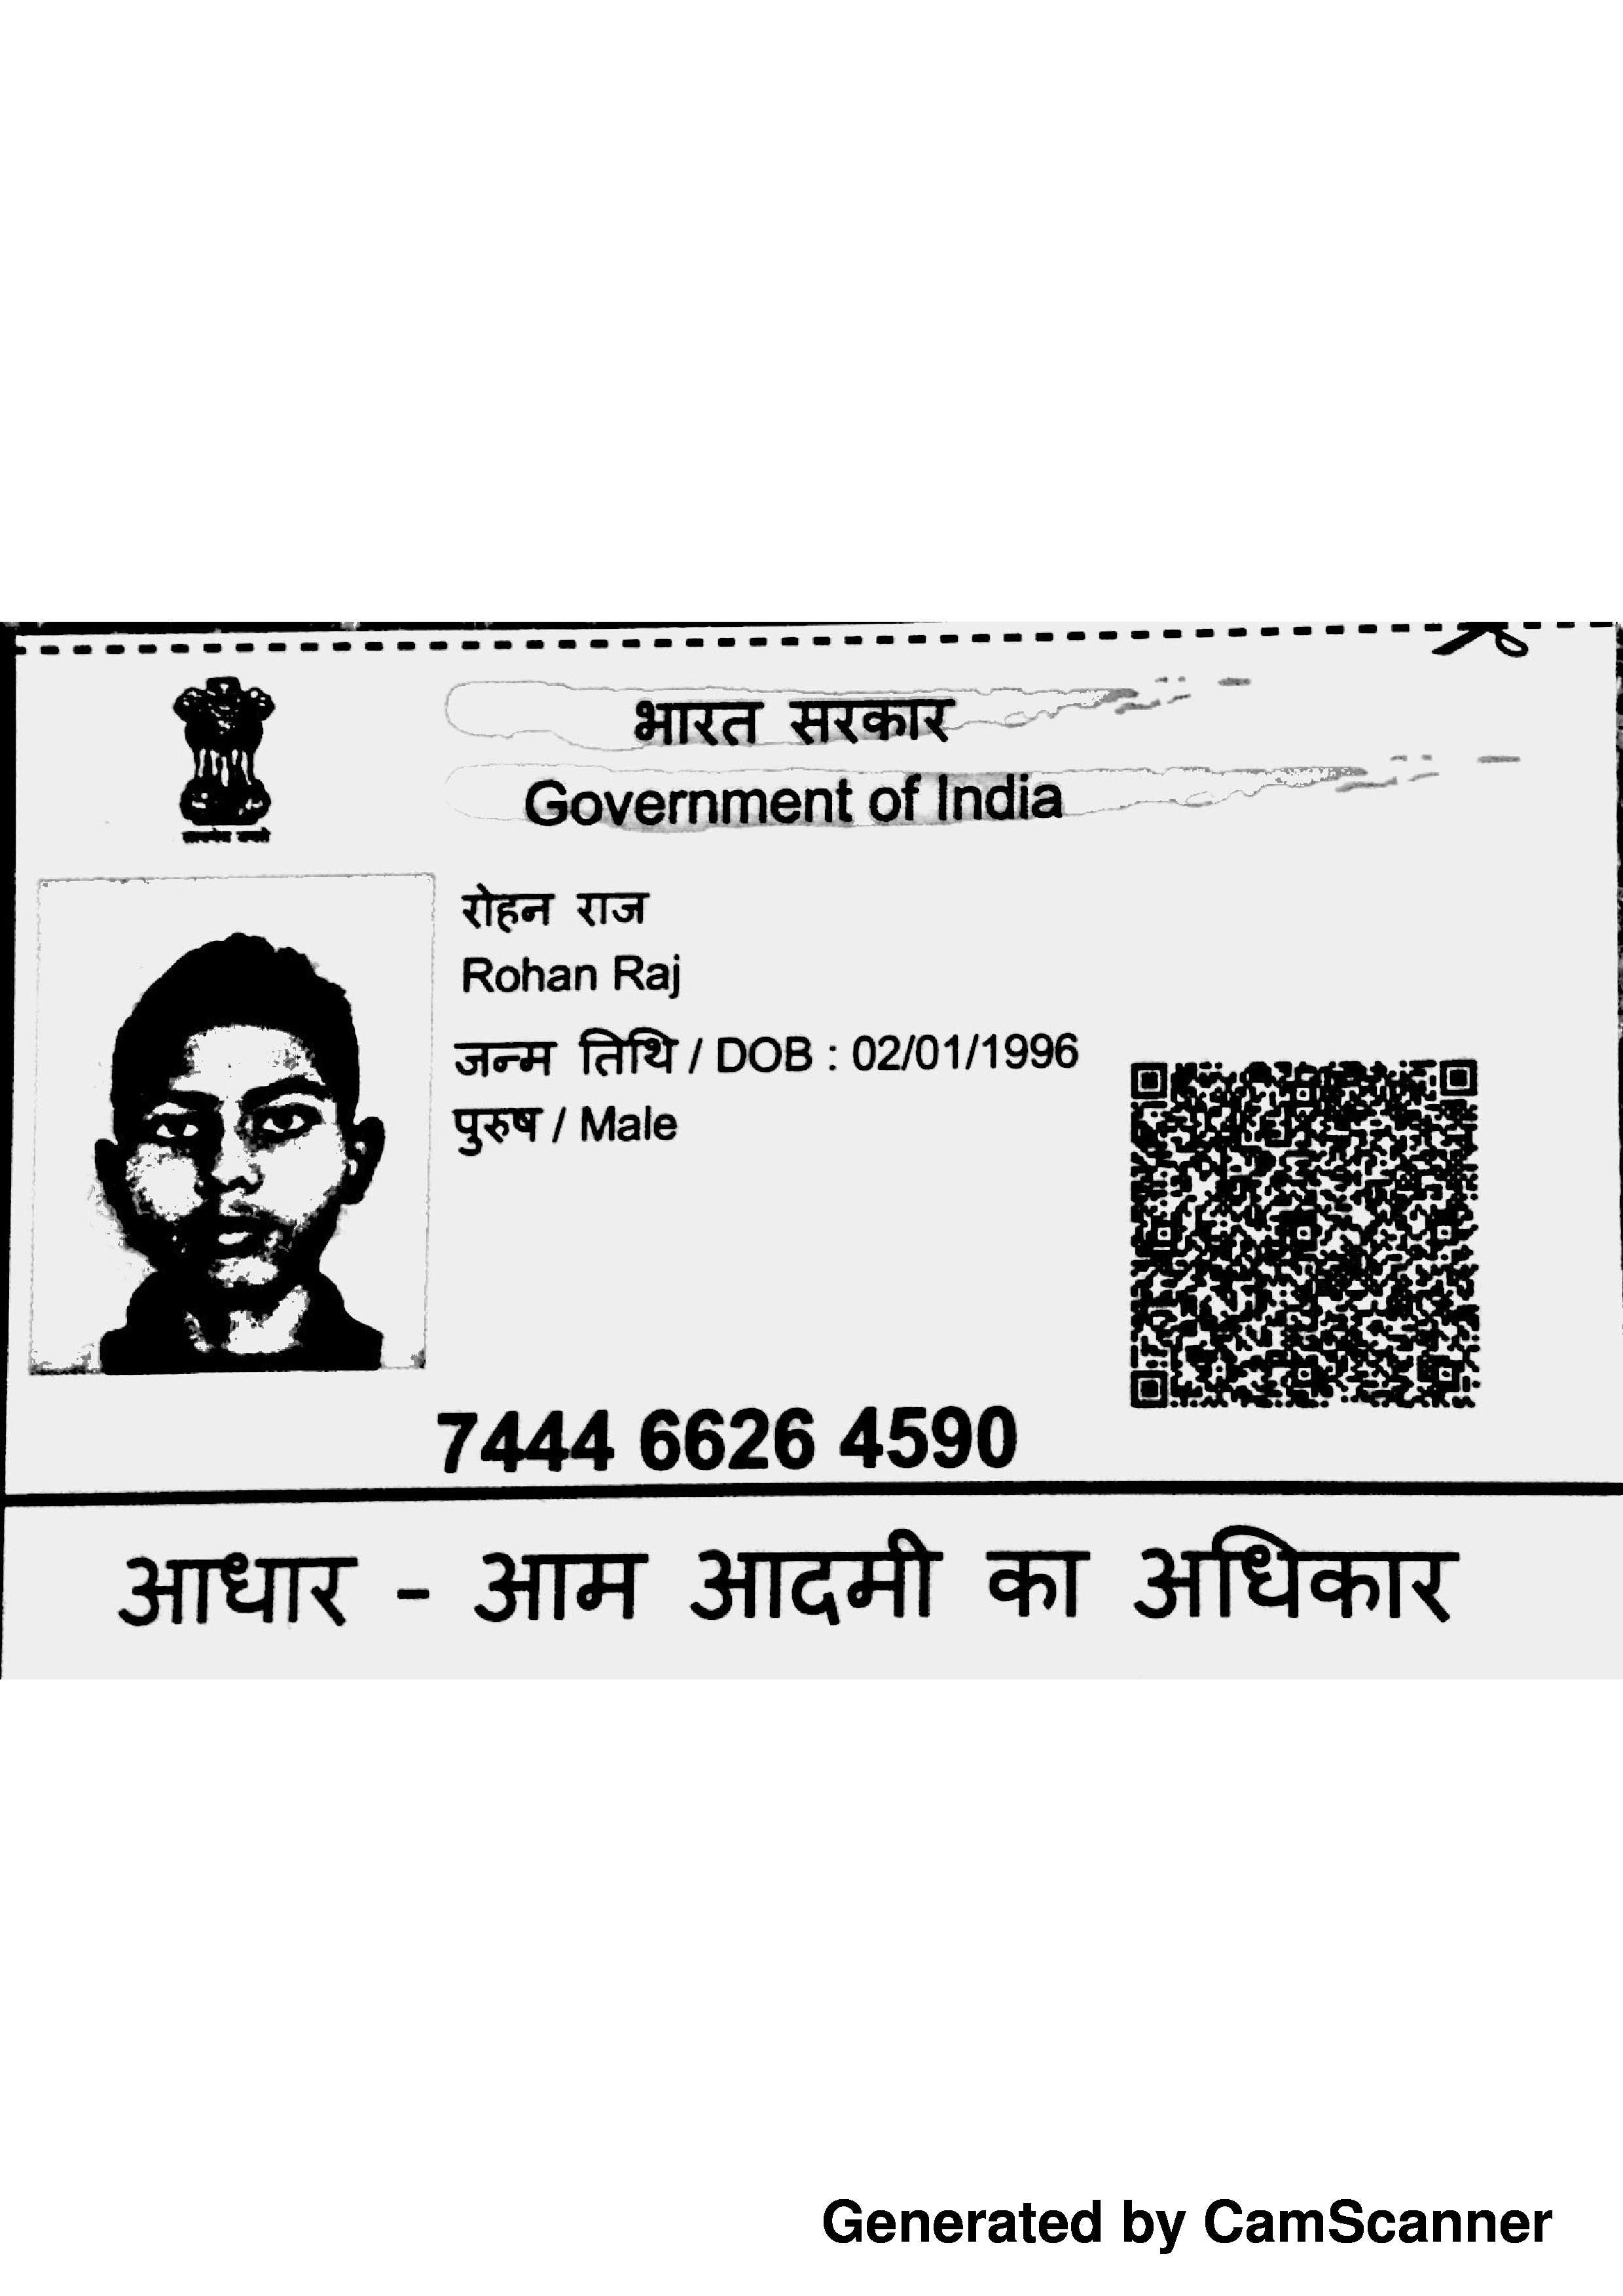 भारत सरकार
Government of India
रोहन राज
Rohan Raj
जन्म तिथि / DOB : 02/01/1996
पुरुष / Male
7444 6626 4590
आधार - आम आदमी का अधिकार
Generated by CamScanner